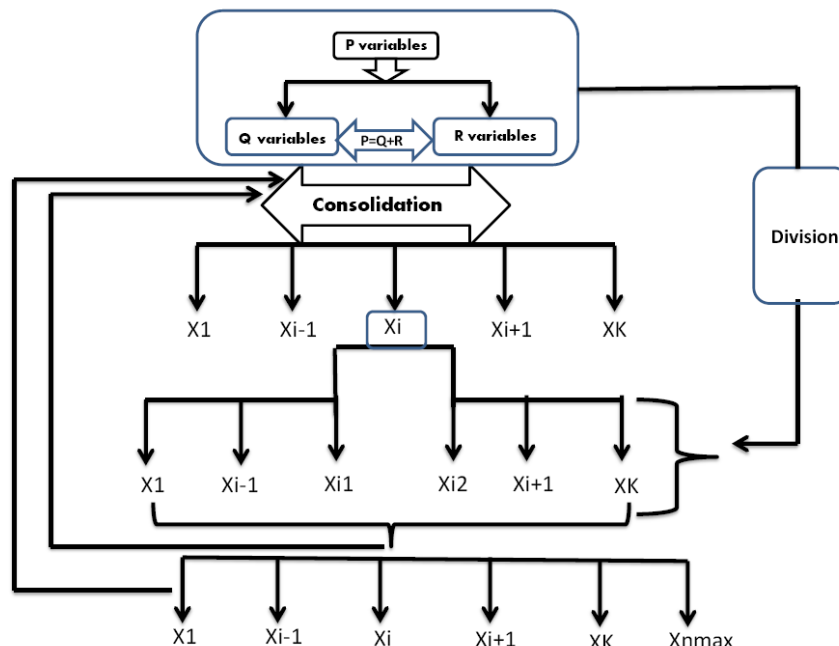 P variables
Q variables
P=Q+R
R variables
Consolidation
Division
X1 Xi-1 Xi Xi+1 XK
X1 Xi-1 Xi1 Xi2 Xi+1 XK
X1 Xi-1 Xi Xi+1 XK Xnmax